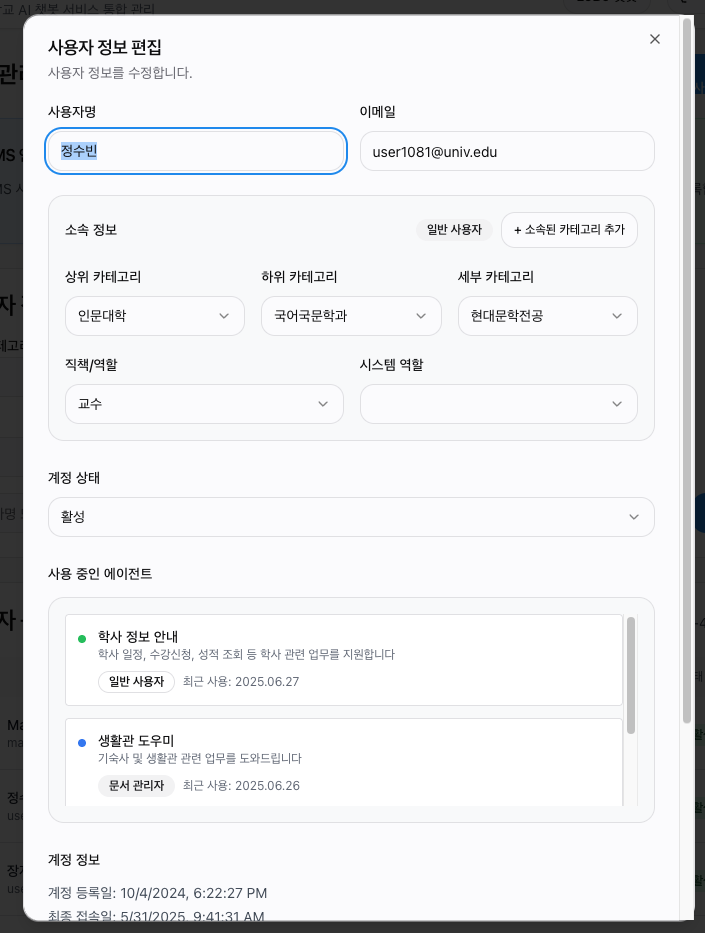 교 AI 챗봇 서비스 통합 관리
사용자 정보 편집
사용자 정보를 수정합니다.
사용자명
이메일
정수빈
user1081@univ.edu
소속 정보
일반 사용자
+ 소속된 카테고리 추가
상위 카테고리
하위 카테고리
세부 카테고리
인문대학
국어국문학과
현대문학전공
직책/역할
시스템 역할
교수
계정 상태
활성
사용 중인 에이전트
학사 정보 안내
학사 일정, 수강신청, 성적 조회 등 학사 관련 업무를 지원합니다
일반 사용자
최근 사용: 2025.06.27
생활관 도우미
기숙사 및 생활관 관련 업무를 도와드립니다
문서 관리자
최근 사용: 2025.06.26
계정 정보
계정 등록일: 10/4/2024, 6:22:27 PM
최종 접속일: 5/31/2025, 9:41:31 AM